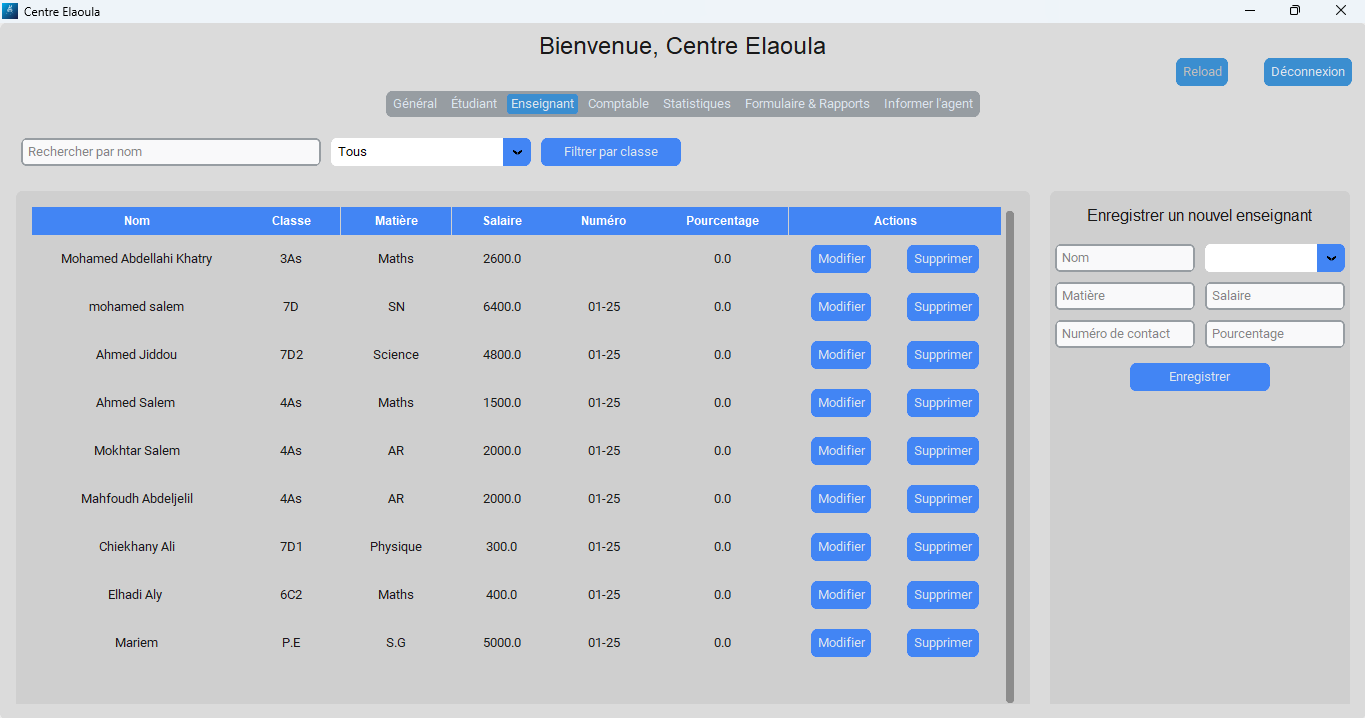 Centre Elaoula
Bienvenue, Centre Elaoula
Reload
Déconnexion
Général Étudiant Enseignant Comptable Statistiques Formulaire & Rapports Informer l'agent
Rechercher par nom Tous Filtrer par classe
Nom Classe Matière Salaire Numéro Pourcentage Actions
Mohamed Abdellahi Khatry 3As Maths 2600.0 0.0 Modifier Supprimer
mohamed salem 7D SN 6400.0 01-25 0.0 Modifier Supprimer
Ahmed Jiddou 7D2 Science 4800.0 01-25 0.0 Modifier Supprimer
Ahmed Salem 4As Maths 1500.0 01-25 0.0 Modifier Supprimer
Mokhtar Salem 4As AR 2000.0 01-25 0.0 Modifier Supprimer
Mahfoudh Abdeljelil 4As AR 2000.0 01-25 0.0 Modifier Supprimer
Chiekhany Ali 7D1 Physique 300.0 01-25 0.0 Modifier Supprimer
Elhadi Aly 6C2 Maths 400.0 01-25 0.0 Modifier Supprimer
Mariem P.E S.G 5000.0 01-25 0.0 Modifier Supprimer
Enregistrer un nouvel enseignant
Nom
Matière Salaire
Numéro de contact Pourcentage
Enregistrer